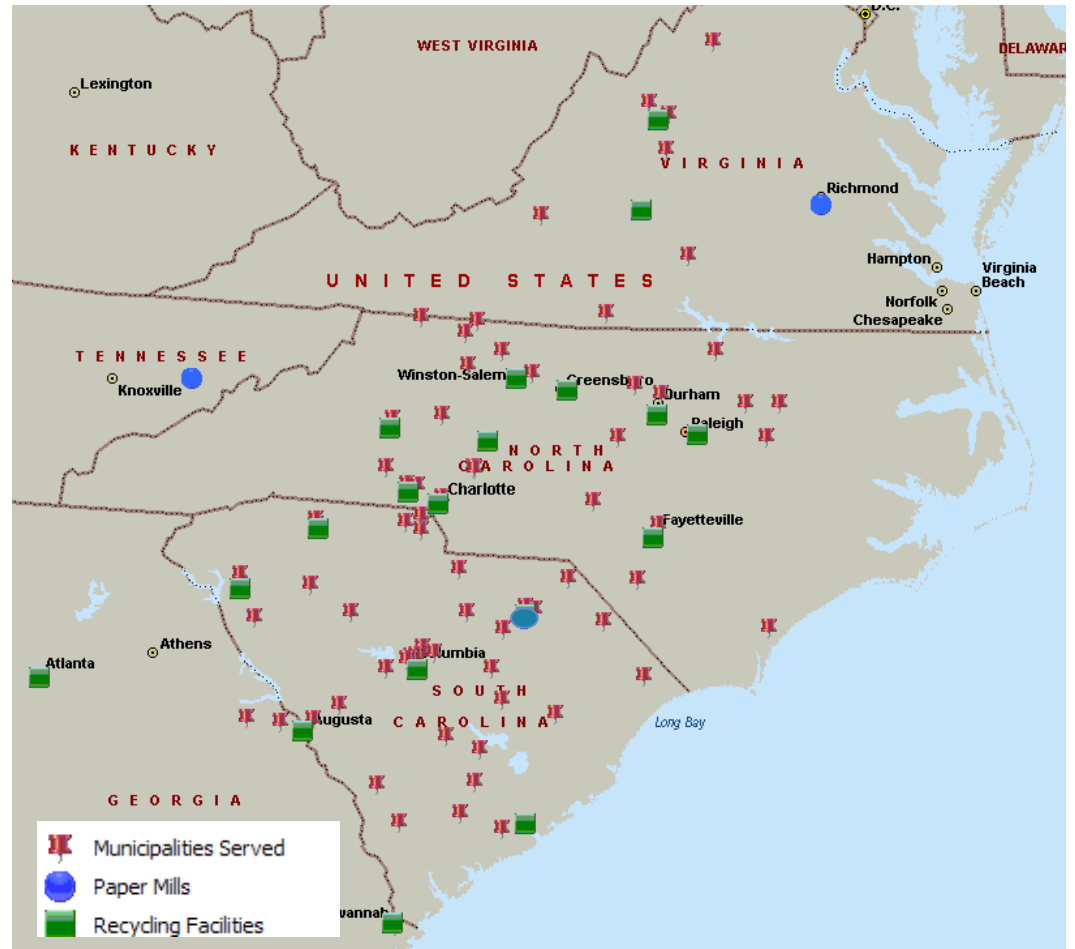 D.C.
WEST VIRGINIA
DELAWAR
Lexington
KENTUCKY
VIRGINIA
Richmond
Hampton
Virginia
Beach
UNITED STATES
Norfolk
Chesapeake
TENNESSEE
Knoxville
Winston-Salem
Greensboro
Durham
Raleigh
NORTH
CAROLINA
Charlotte
Fayetteville
Athens
Atlanta
umbia
SOUTH
CAROLINA
Augusta
Long Bay
GEORGIA
Municipalities Served
Paper Mills
Recycling Facilities
vannah